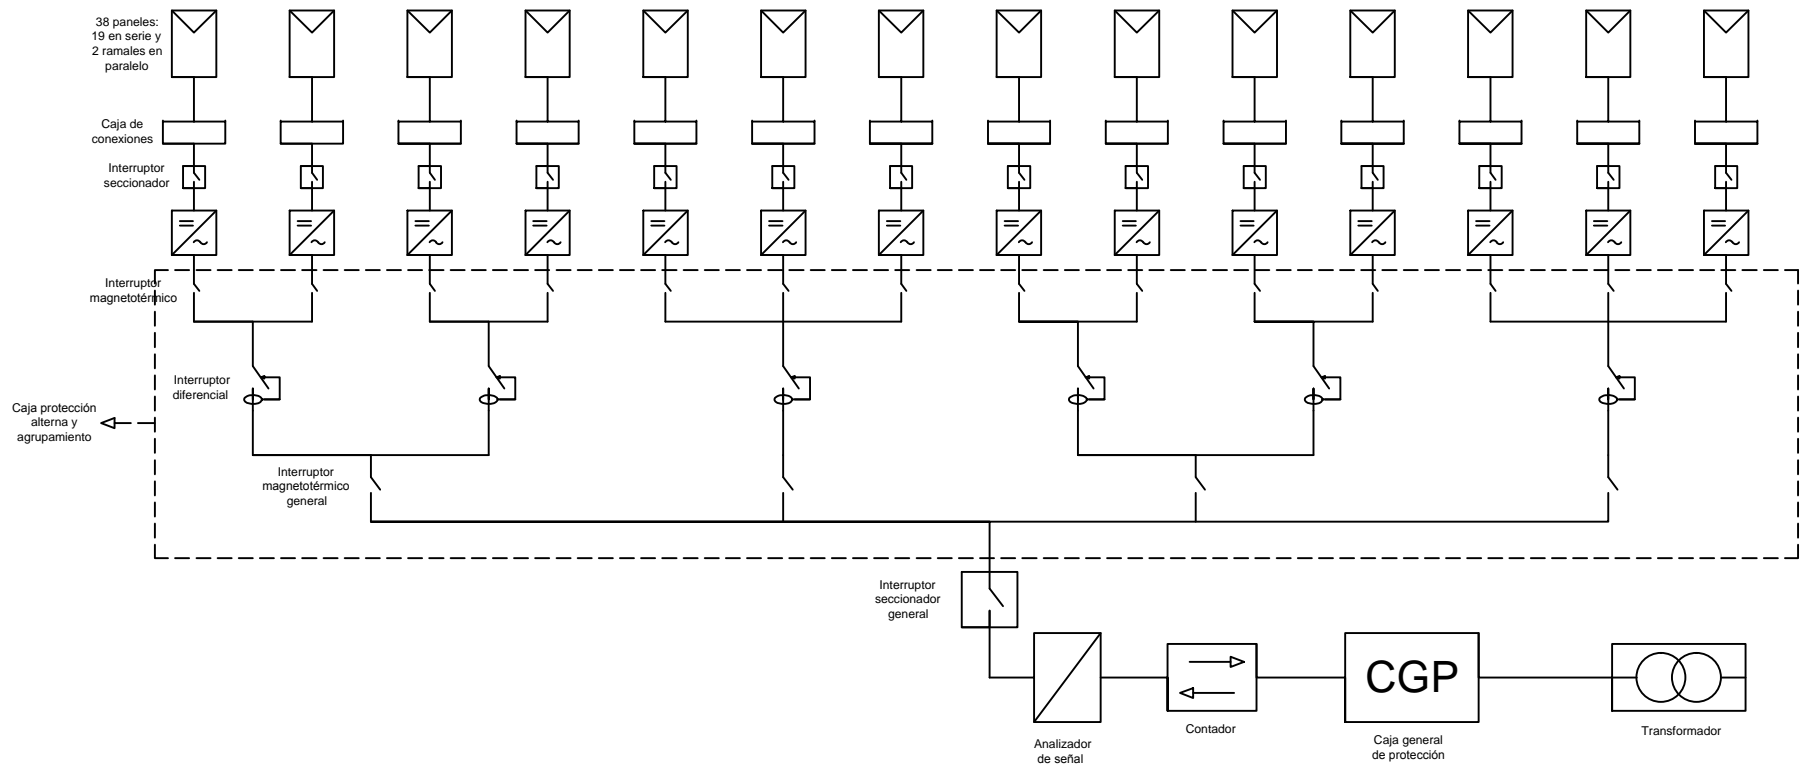 38 paneles:
19 en serie y
2 ramales en
paralelo
Caja de
conexiones
Interruptor
seccionador
Interruptor
magnetotérmico
Interruptor
diferencial
Caja protección
alterna y
agrupamiento
Interruptor
magnetotérmico
general
Interruptor
seccionador
general
CGP
Analizador
de señal
Contador
Caja general
de protección
Transformador